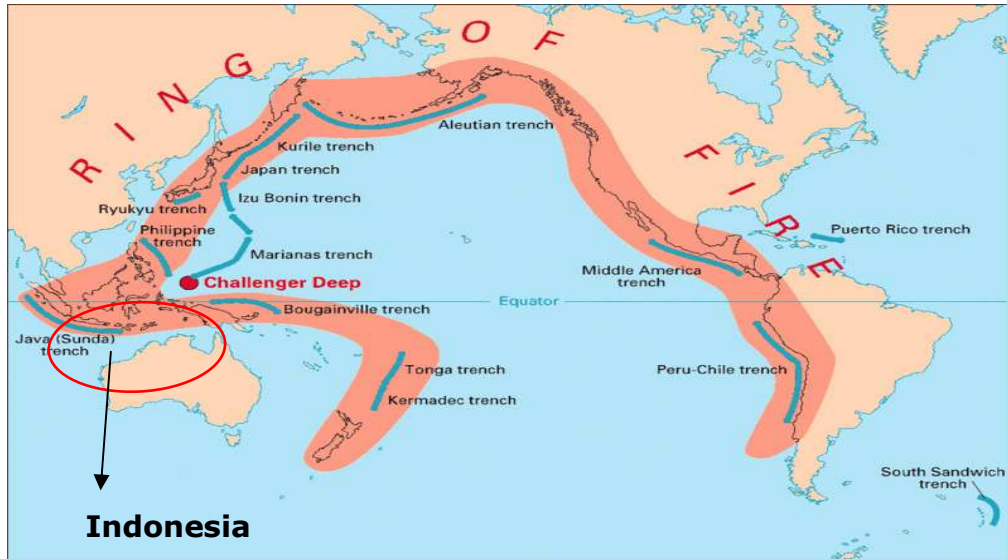 RING OF FIRE
Aleutian trench
Kurile trench
Japan trench
Izu Bonin trench
Ryukyu trench
Philippine
trench
Marianas trench
Challenger Deep
Equator
Bougainville trench
Java (Sunda)
trench
Tonga trench
Kermadec trench
Middle America
trench
Puerto Rico trench
Peru-Chile trench
South Sandwich
trench
Indonesia